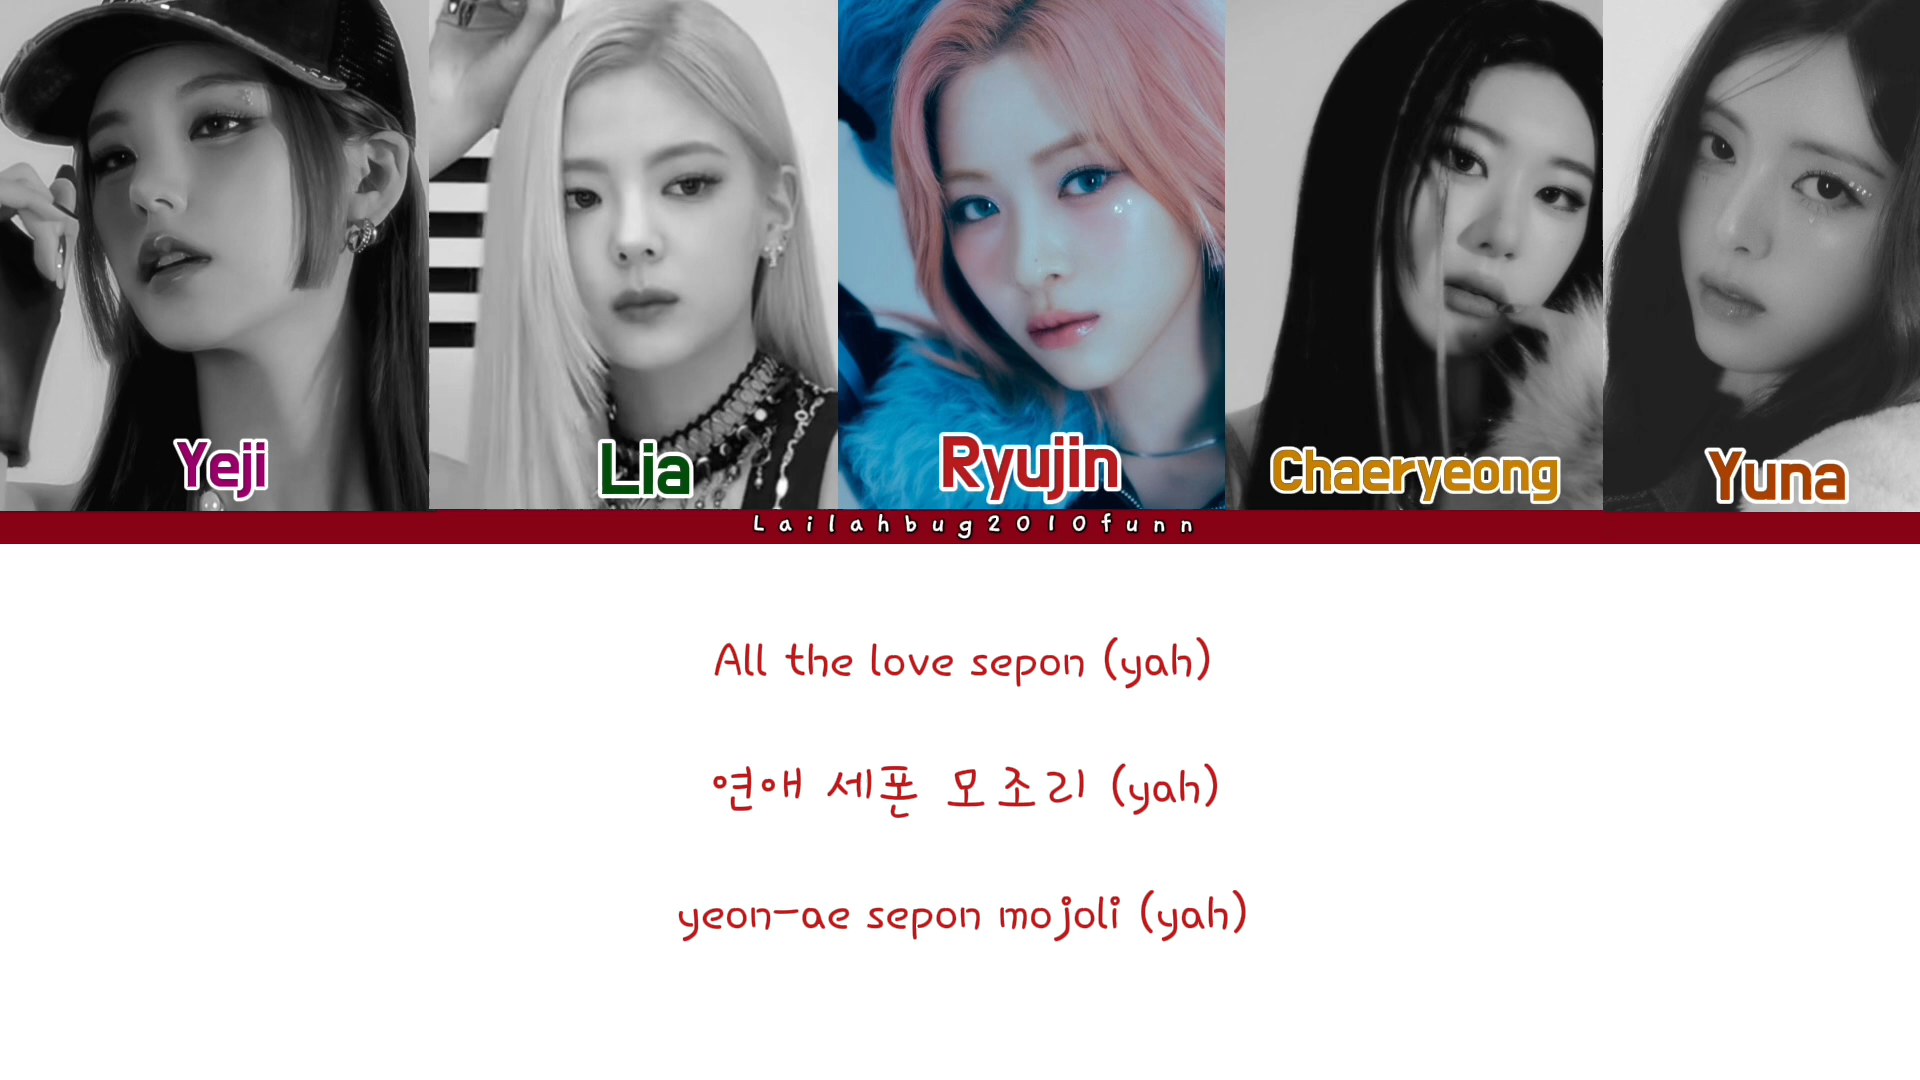 Yeji
Lia
Ryujin
Chaeryeong
Yuna
Lailahbug2010funn
All the love sepon (yah)
연애 세폰 모조리 (yah)
yeon-ae sepon mojoli (yah)